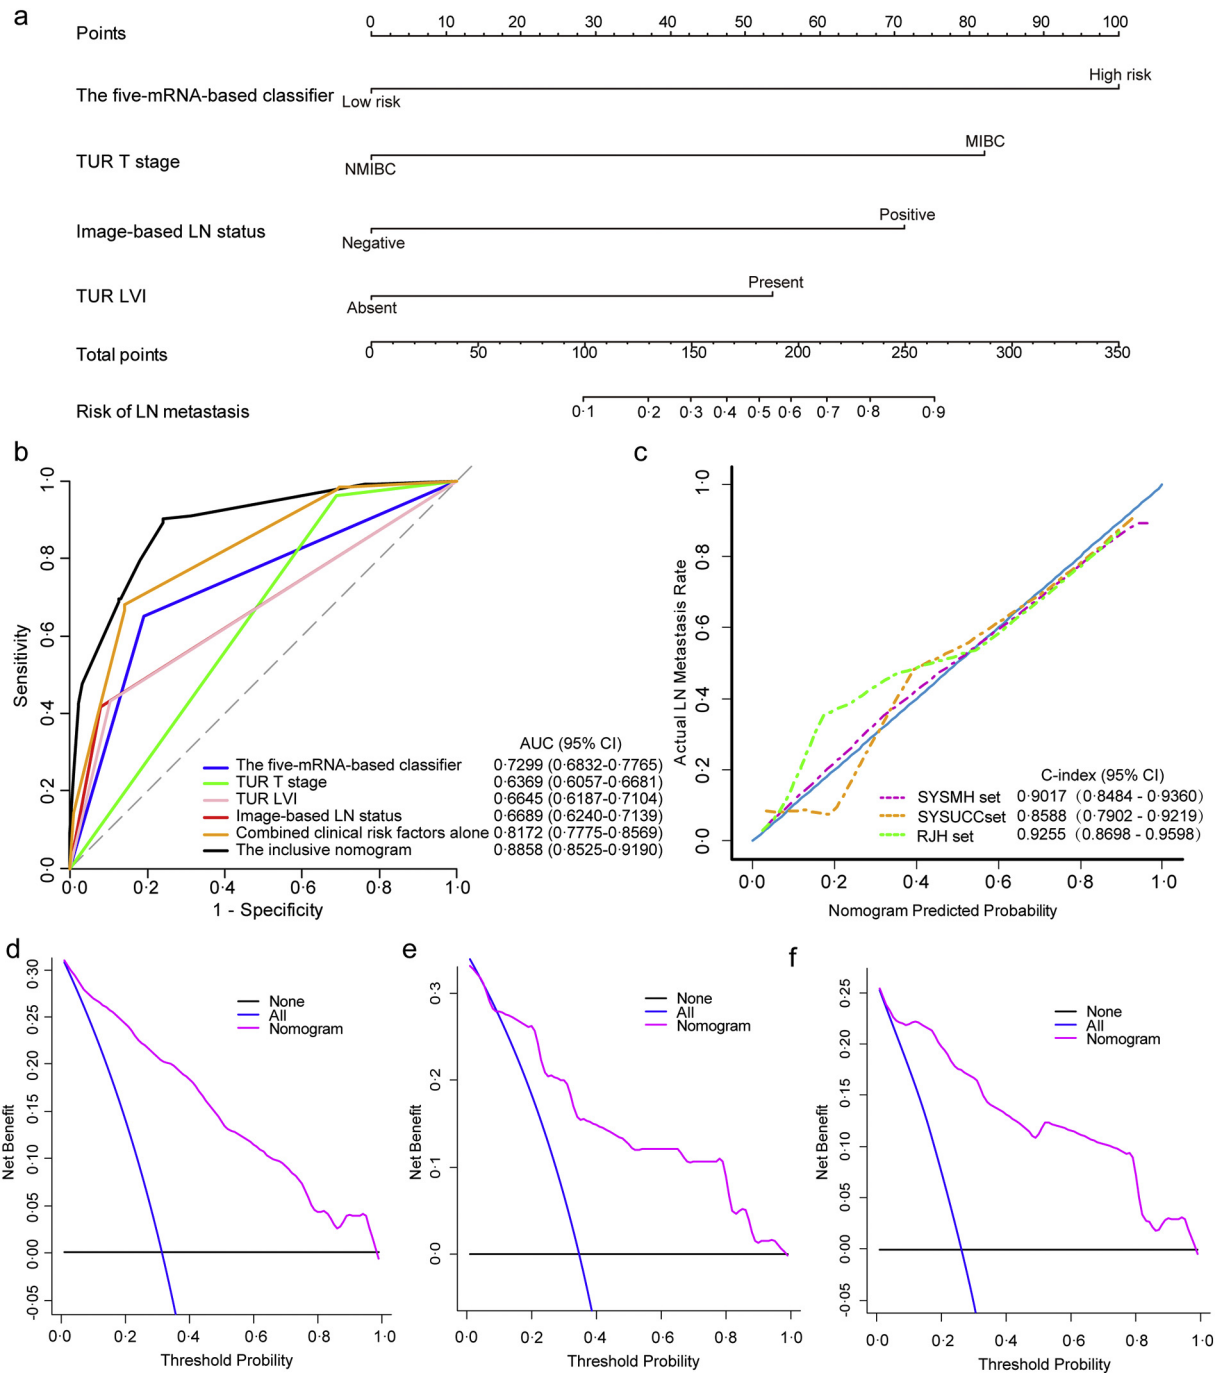 a
Points
0 10 20 30 40 50 60 70 80 90 100
The five-mRNA-based classifier
Low risk
High risk
TUR T stage
NMIBC
MIBC
Image-based LN status
Negative
Positive
TUR LVI
Absent
Present
Total points
0 50 100 150 200 250 300 350
Risk of LN metastasis
0·1 0·2 0·3 0·4 0·5 0·6 0·7 0·8 0·9
b
Sensitivity
1·0
0·8
0·6
0·4
0·2
0·0
0·0 0·2 0·4 0·6 0·8 1·0
1 - Specificity
AUC (95% CI)
The five-mRNA-based classifier 0·7299 (0·6832-0·7765)
TUR T stage 0·6369 (0·6057-0·6681)
TUR LVI 0·6645 (0·6187-0·7104)
Image-based LN status 0·6689 (0·6240-0·7139)
Combined clinical risk factors alone 0·8172 (0·7775-0·8569)
The inclusive nomogram 0·8858 (0·8525-0·9190)
c
Actual LN Metastasis Rate
1·0
0·8
0·6
0·4
0·2
0·0
0·0 0·2 0·4 0·6 0·8 1·0
Nomogram Predicted Probability
C-index (95% CI)
SYSMH set 0·9017 (0·8484 - 0·9360)
SYSUCCset 0·8588 (0·7902 - 0·9219)
RJH set 0·9255 (0·8698 - 0·9598)
d
Net Benefit
0·30
0·25
0·20
0·15
0·10
0·05
0·00
-0·05
0·0 0·2 0·4 0·6 0·8 1·0
Threshold Probility
None
All
Nomogram
e
Net Benefit
0·3
0·2
0·1
0·0
0·0 0·2 0·4 0·6 0·8 1·0
Threshold Probility
None
All
Nomogram
f
Net Benefit
0·25
0·20
0·15
0·10
0·05
0·00
-0·05
0·0 0·2 0·4 0·6 0·8 1·0
Threshold Probility
None
All
Nomogram